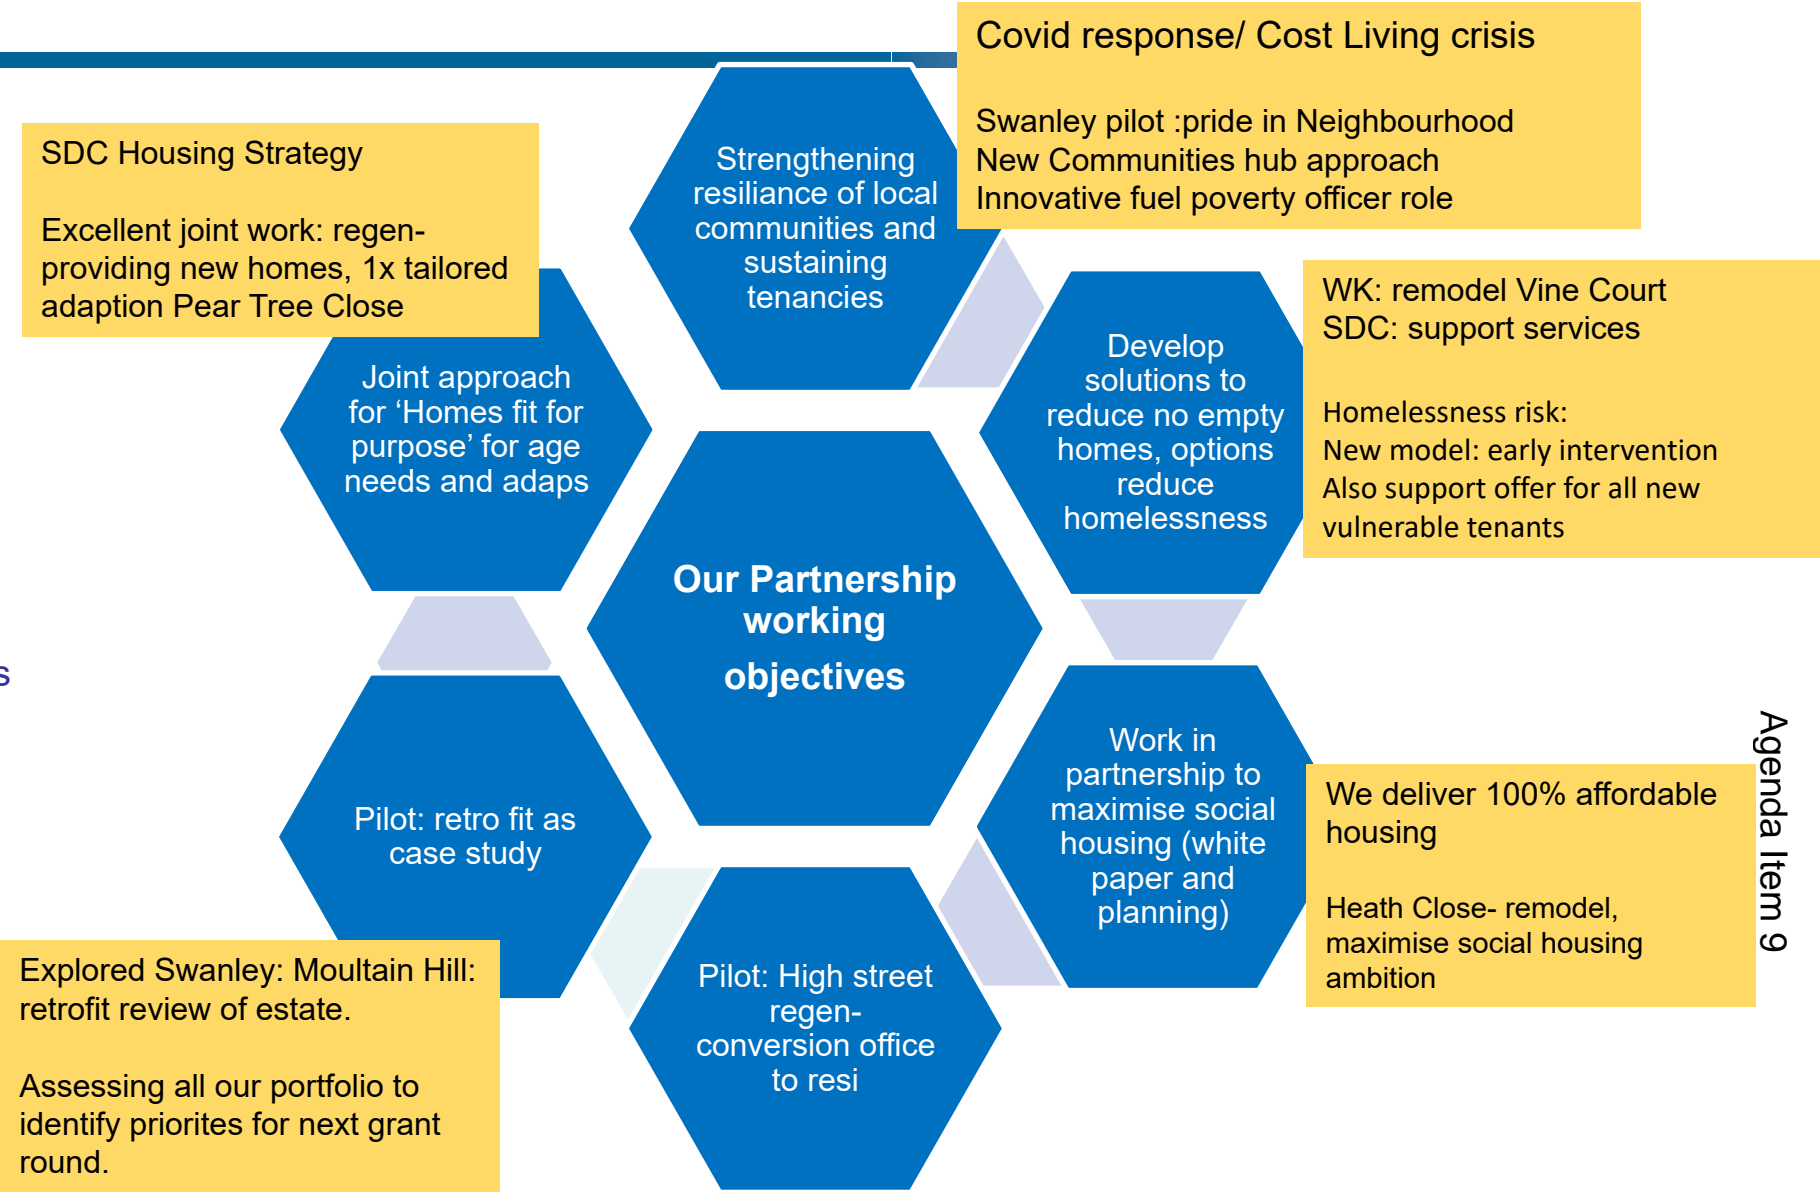 Covid response/ Cost Living crisis
Swanley pilot :pride in Neighbourhood
New Communities hub approach
Innovative fuel poverty officer role
SDC Housing Strategy
Excellent joint work: regen-
providing new homes, 1x tailored
adaption Pear Tree Close
Strengthening
resiliance of local
communities and
sustaining
tenancies
WK: remodel Vine Court
SDC: support services
Homelessness risk:
New model: early intervention
Also support offer for all new
vulnerable tenants
Develop
solutions to
reduce no empty
homes, options
reduce
homelessness
Joint approach
for ‘Homes fit for
purpose’ for age
needs and adaps
Our Partnership
working
objectives
s
Work in
partnership to
maximise social
housing (white
paper and
planning)
We deliver 100% affordable
housing
Heath Close- remodel,
maximise social housing
ambition
Agenda Item 9
Pilot: retro fit as
case study
Explored Swanley: Moultain Hill:
retrofit review of estate.
Assessing all our portfolio to
identify priorites for next grant
round.
Pilot: High street
regen-
conversion office
to resi